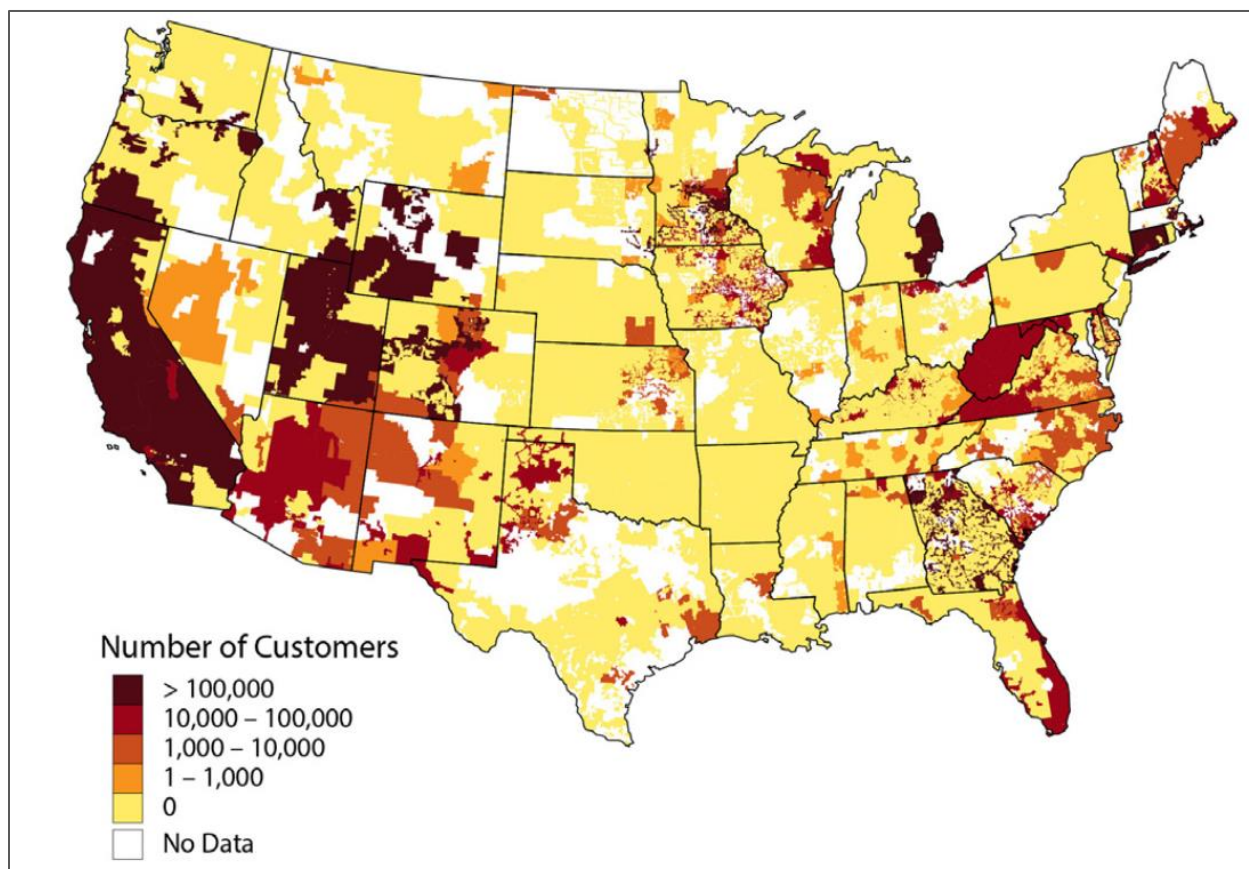 Number of Customers
> 100,000
10,000 – 100,000
1,000 – 10,000
1 – 1,000
0
No Data